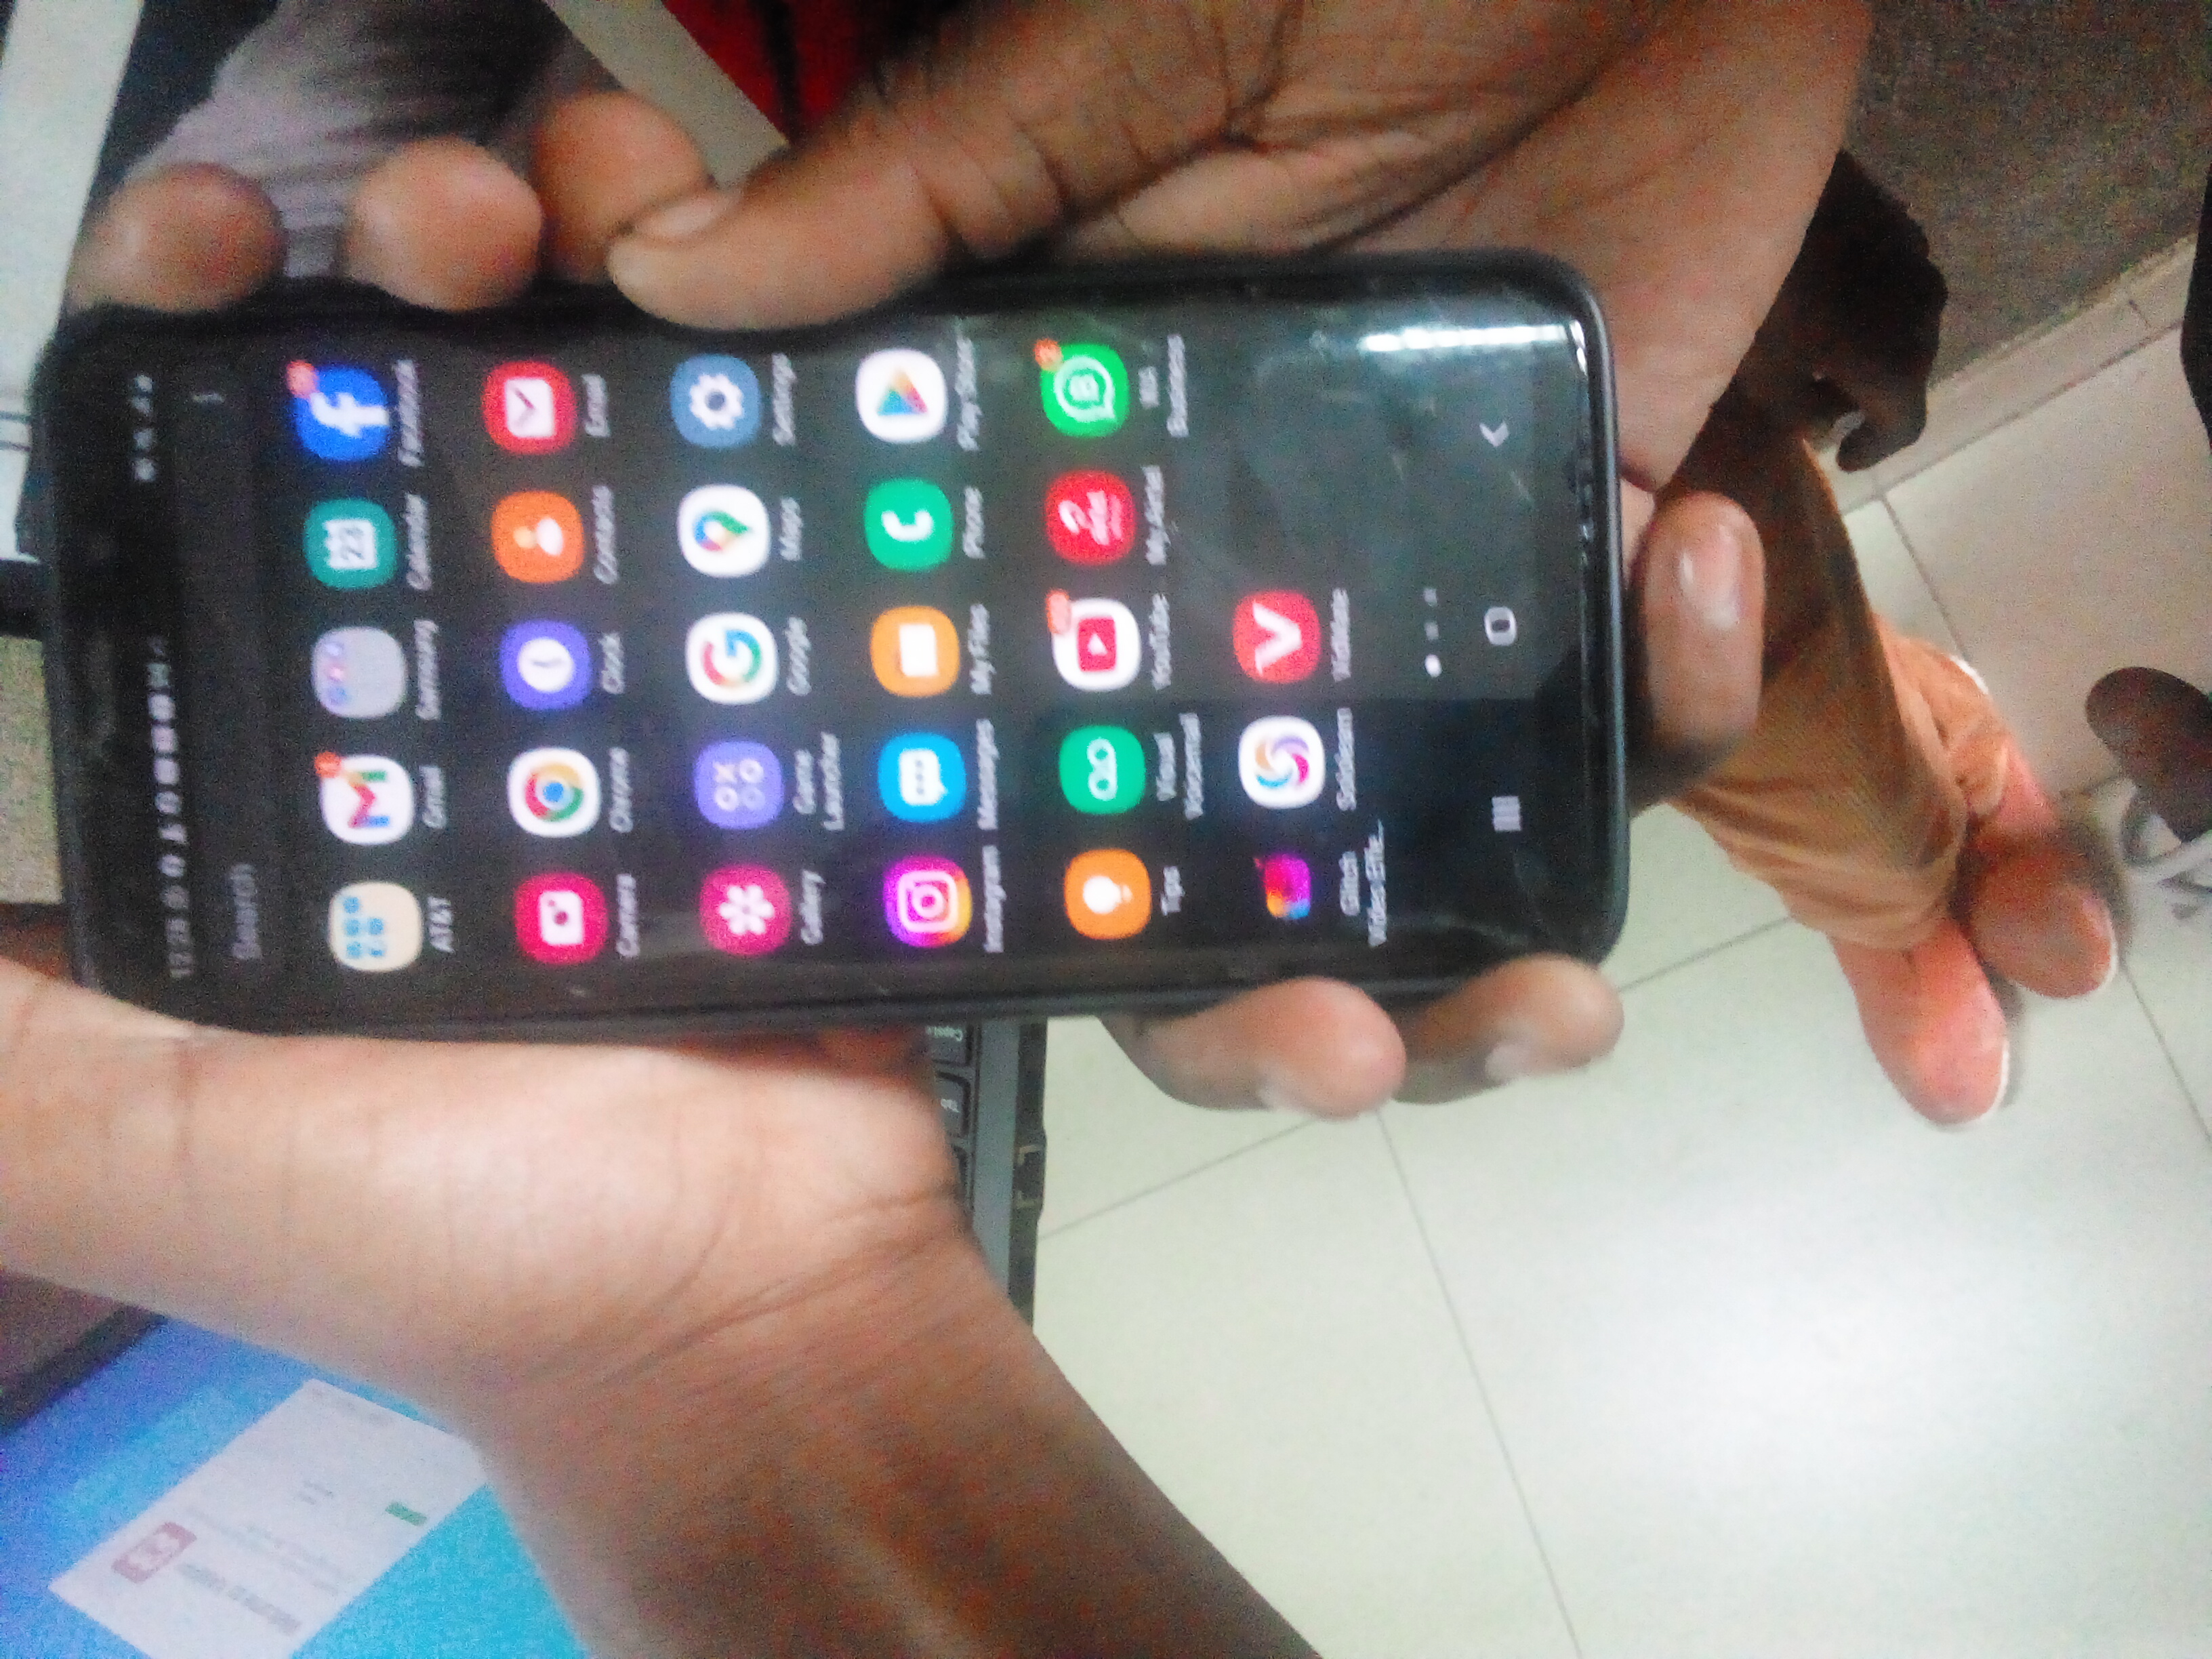 12:28
Search
23
AT&T Gmail Samsung Calendar Facebook
Camera Chrome Clock Contacts Email
Gallery Game Launcher Google Maps Settings
Instagram Messages My Files Phone Play Store
airtel
Tips Visual Voicemail YouTube My Airtel WA Business
Glitch Video Effe... Sololearn VidMate